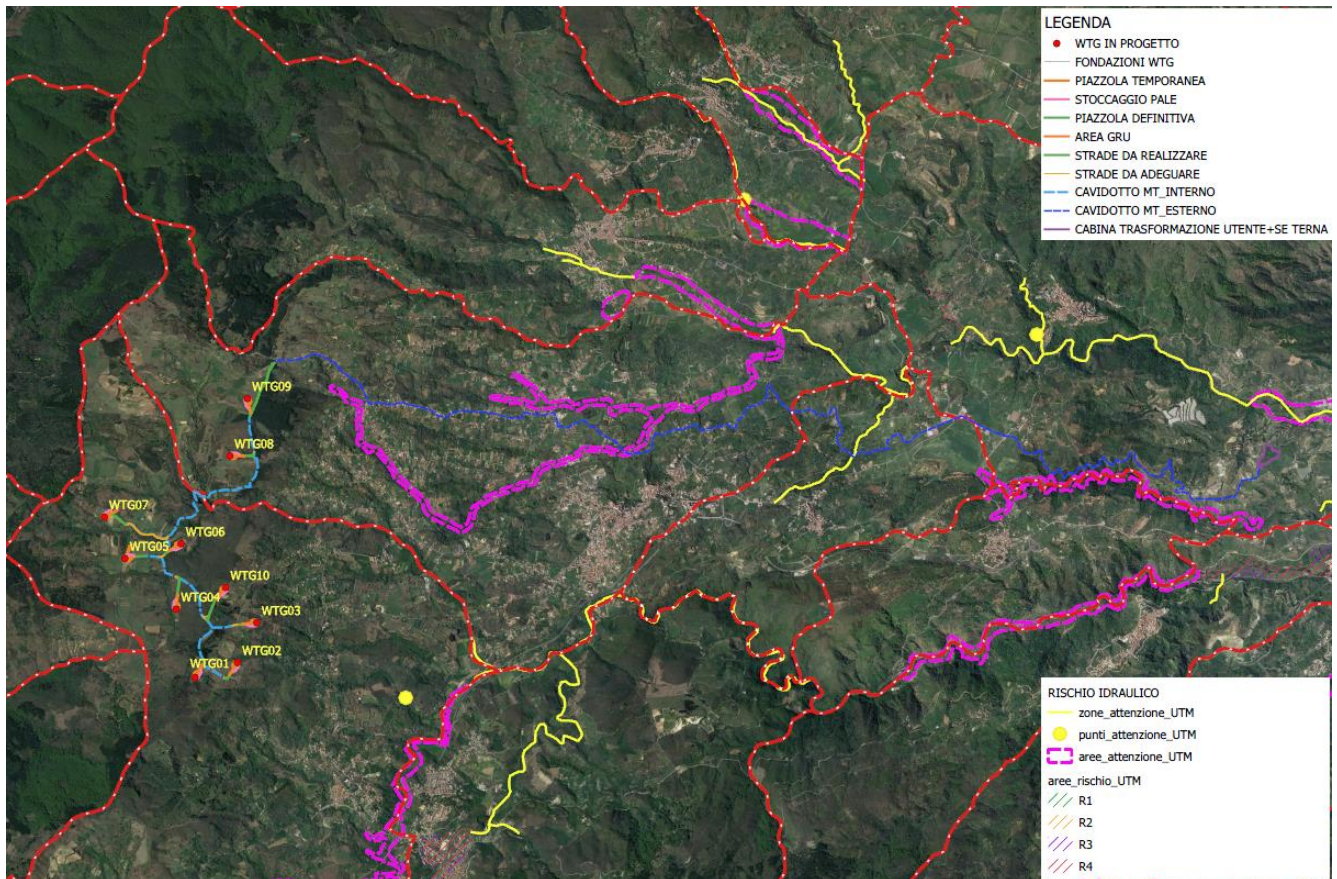 LEGENDA
WTG IN PROGETTO
FONDAZIONI WTG
PIAZZOLA TEMPORANEA
STOCCAGGIO PALE
PIAZZOLA DEFINITIVA
AREA GRU
STRADE DA REALIZZARE
STRADE DA ADEGUARE
CAVIDOTTO MT_INTERNO
CAVIDOTTO MT_ESTERNO
CABINA TRASFORMAZIONE UTENTE+SE TERNA
WTG09
WTG08
WTG07
WTG06
WTG05
WTG10
WTG04
WTG03
WTG02
WTG01
RISCHIO IDRAULICO
zone_attenzione_UTM
punti_attenzione_UTM
aree_attenzione_UTM
aree_rischio_UTM
R1
R2
R3
R4